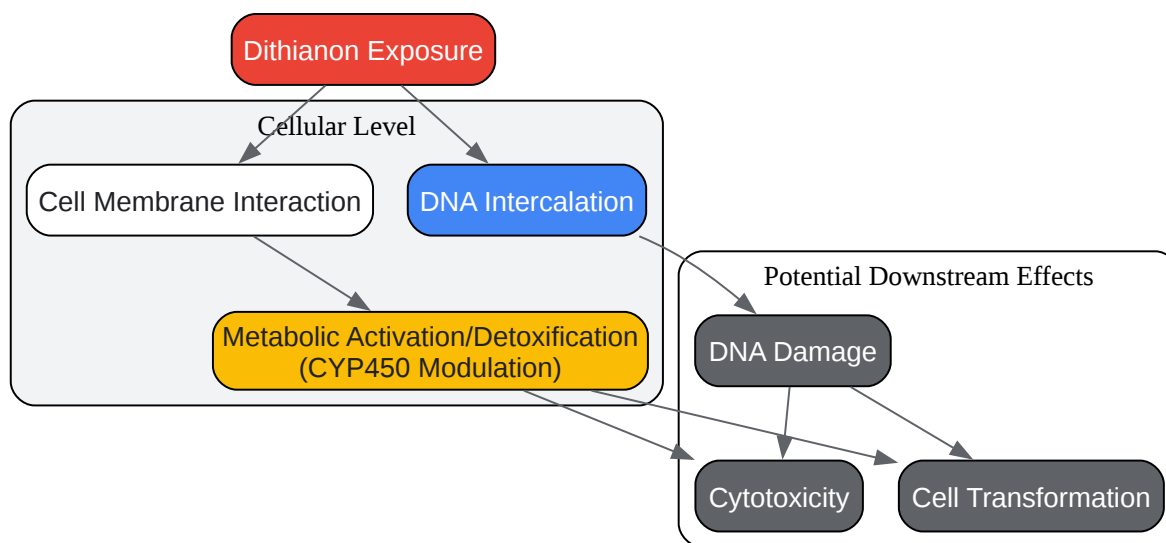 Dithianon Exposure
Cellular Level
Cell Membrane Interaction
DNA Intercalation
Potential Downstream Effects
Metabolic Activation/Detoxification
(CYP450 Modulation)
DNA Damage
Cytotoxicity
Cell Transformation